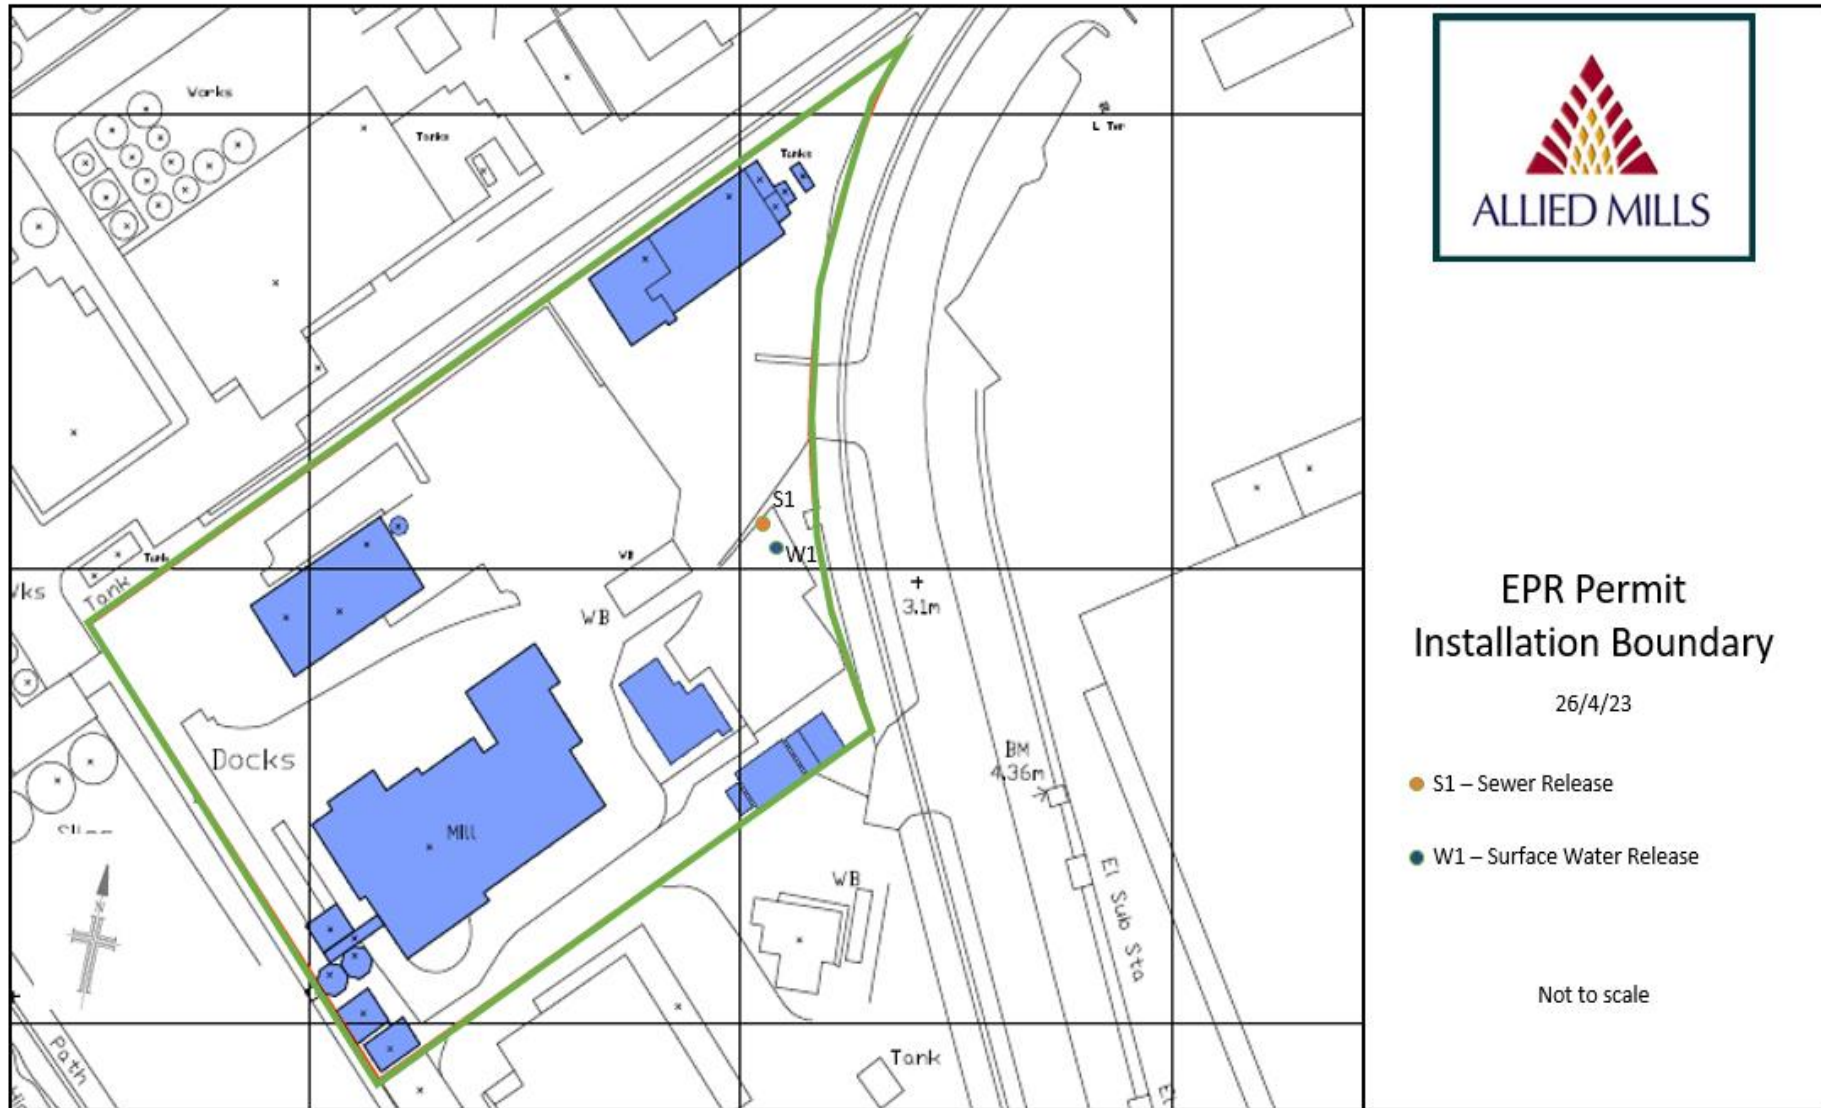 Works
Tanks
L Twr
Tanks
S1
W1
WB
Tank
Tank
Wks
WB
3.1m
Docks
BM
4.36m
Mill
WB
El Sub Sta
N
Path
Tank
El
ALLIED MILLS
EPR Permit
Installation Boundary
26/4/23
S1 – Sewer Release
W1 – Surface Water Release
Not to scale